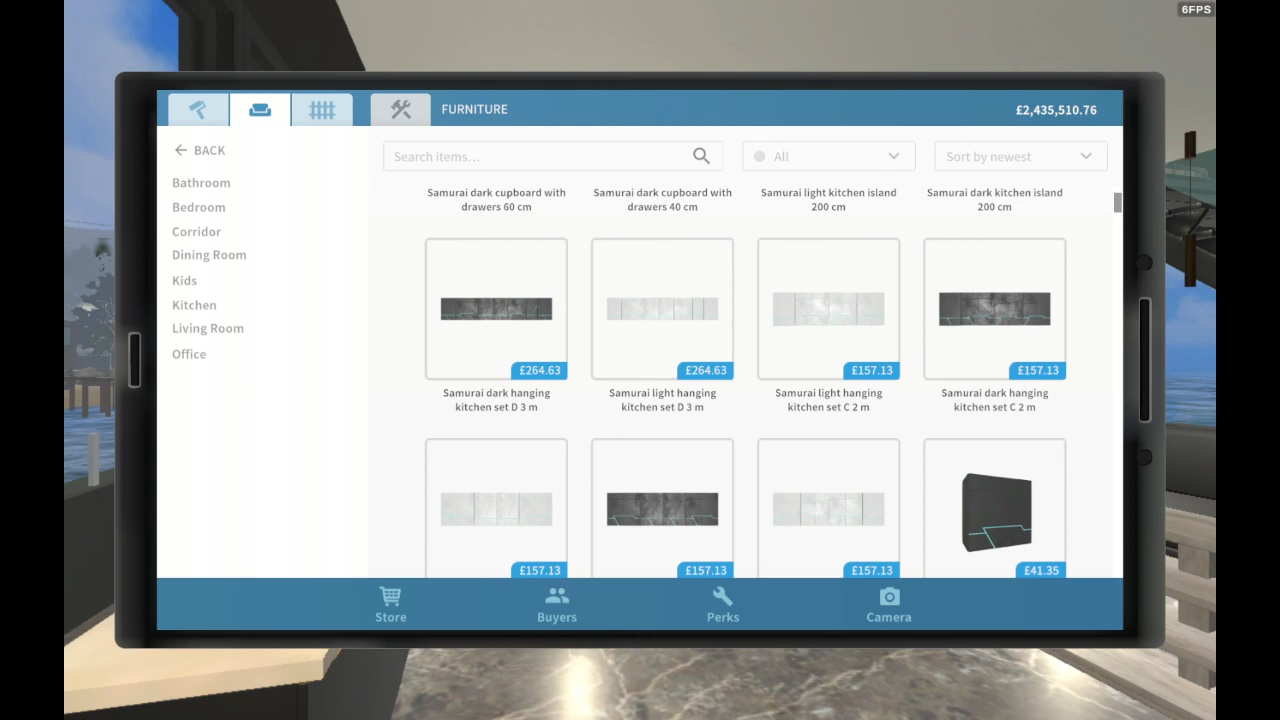 6FPS
FURNITURE
£2,435,510.76
BACK
Bathroom
Bedroom
Corridor
Dining Room
Kids
Kitchen
Living Room
Office
Search items...
All
Sort by newest
Samurai dark cupboard with
drawers 60 cm
Samurai dark cupboard with
drawers 40 cm
Samurai light kitchen island
200 cm
Samurai dark kitchen island
200 cm
£264.63
£264.63
£157.13
£157.13
Samurai dark hanging
kitchen set D 3 m
Samurai light hanging
kitchen set D 3 m
Samurai light hanging
kitchen set C 2 m
Samurai dark hanging
kitchen set C 2 m
£157.13
£157.13
£157.13
£41.35
Store
Buyers
Perks
Camera